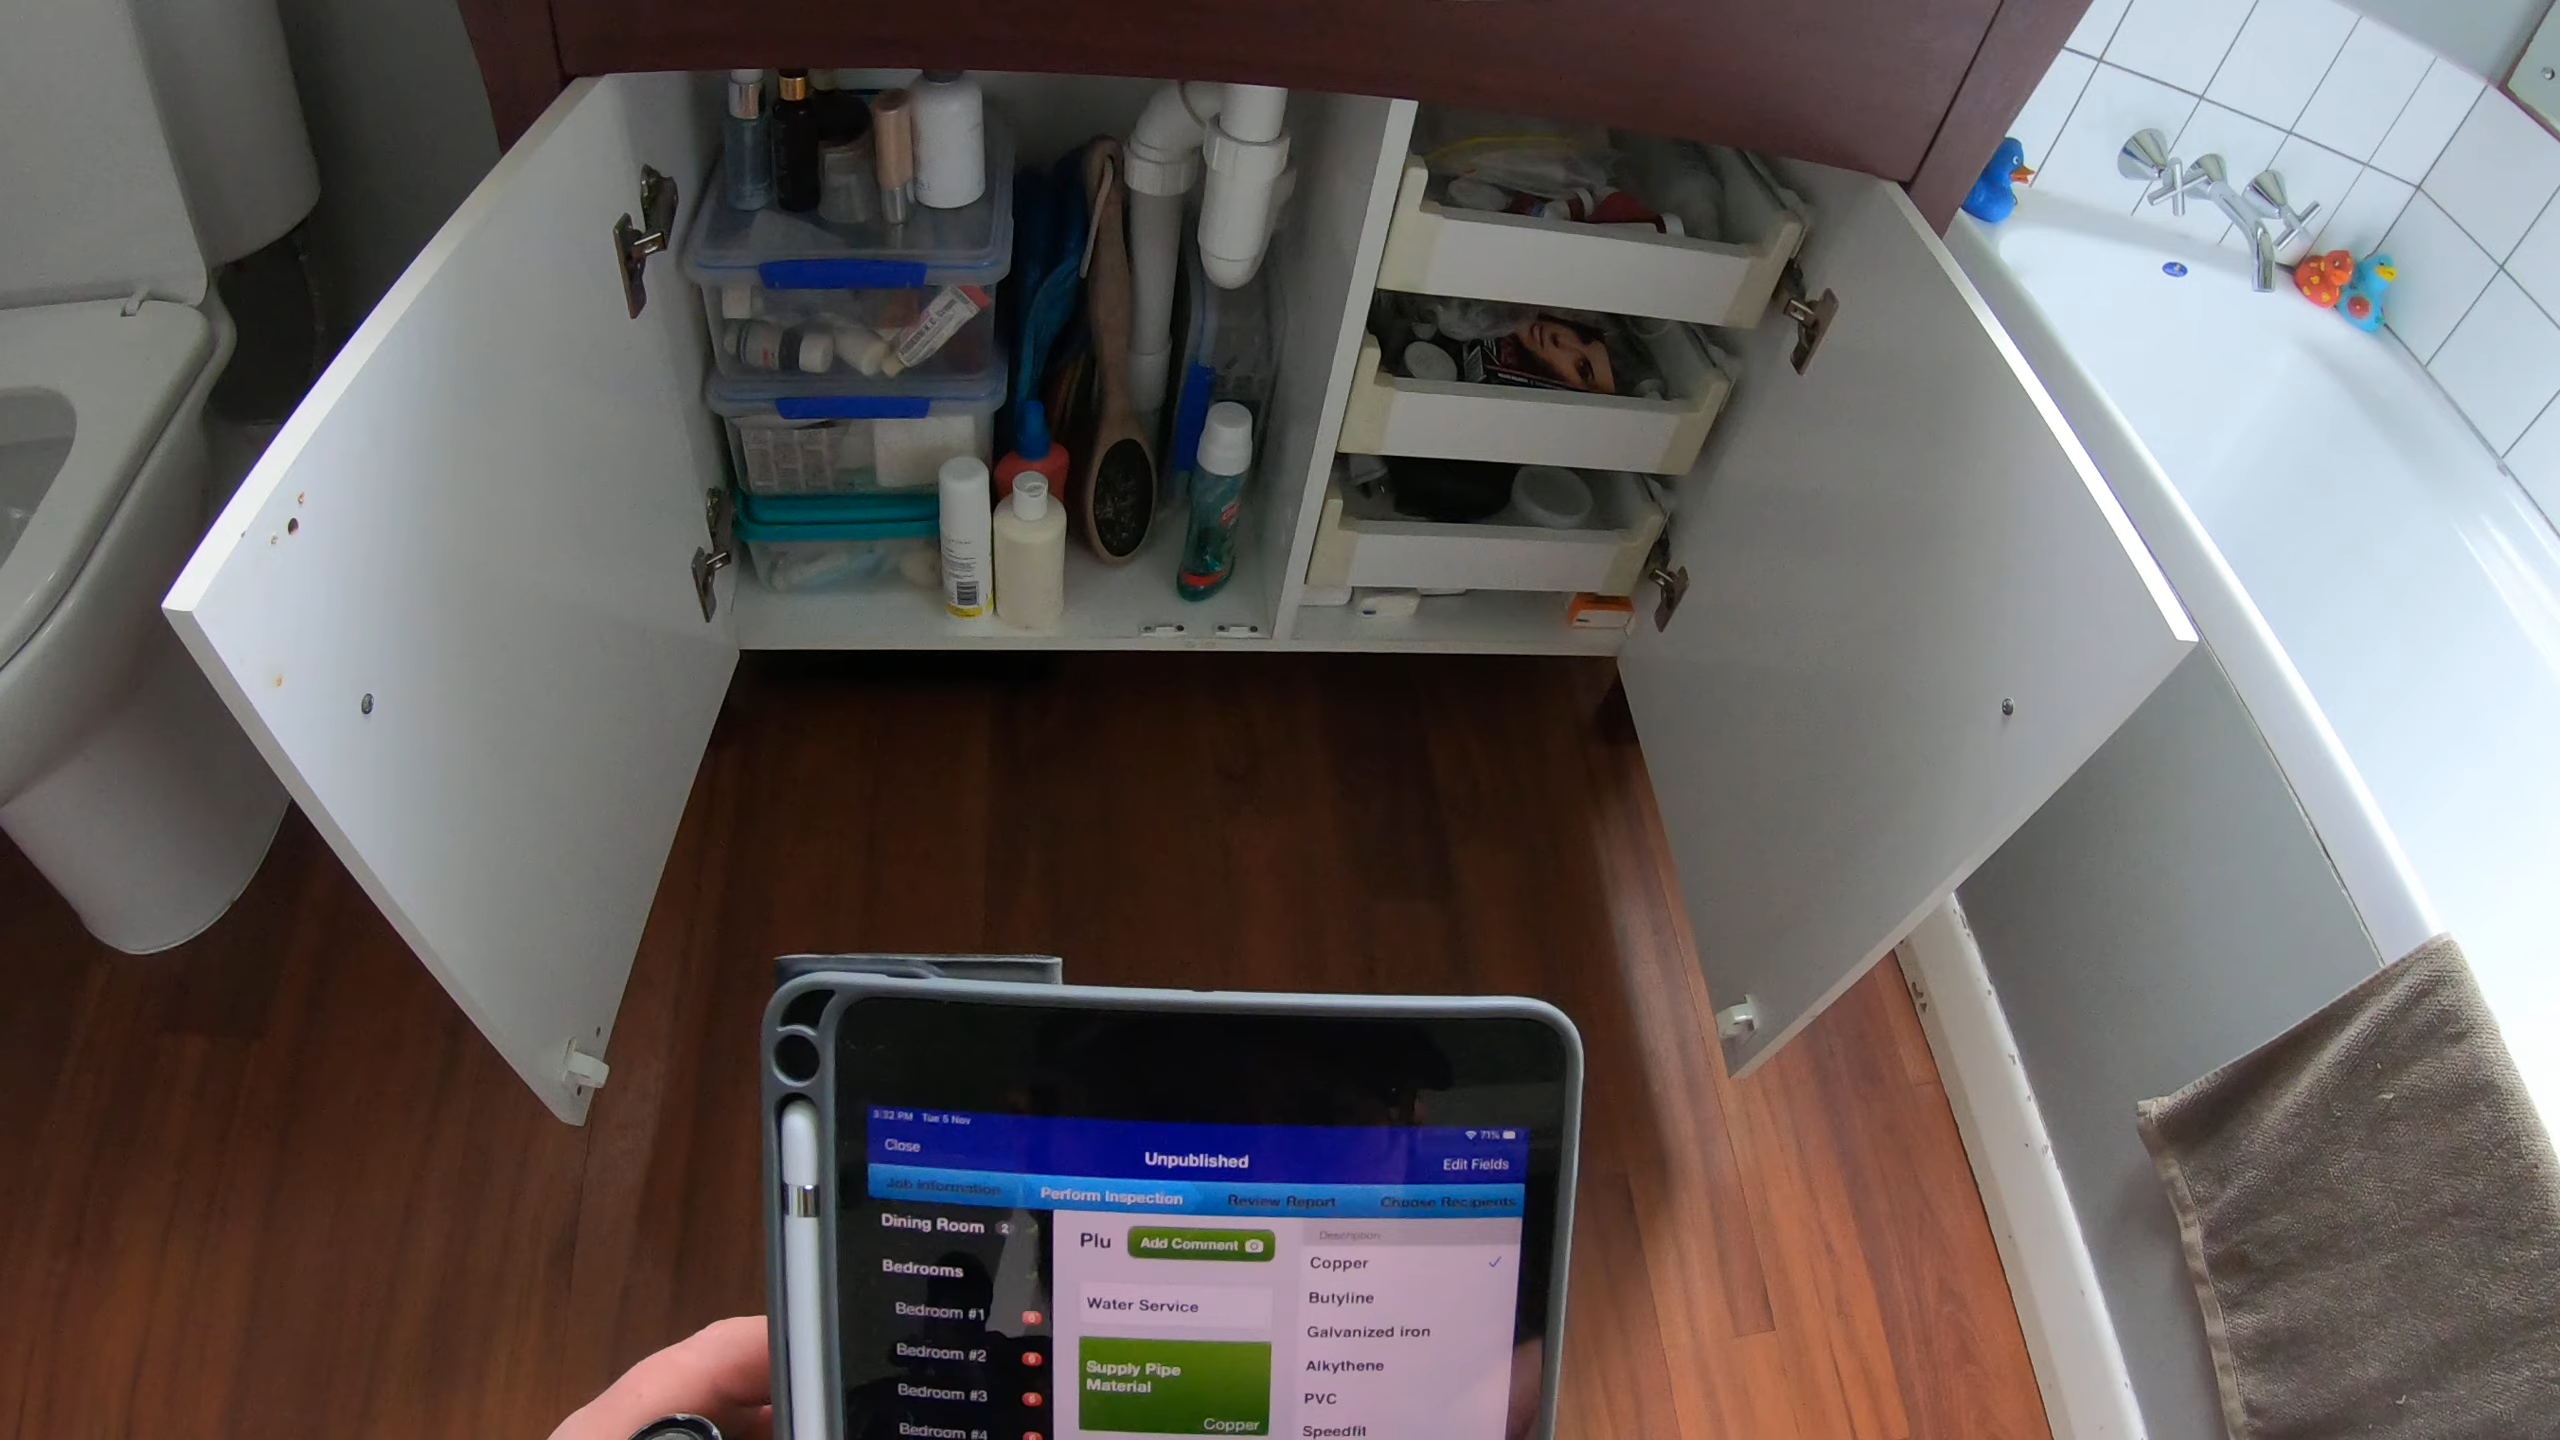 3:32 PM Tue 5 Nov
71%
Close
Unpublished
Edit Fields
Job Information
Perform Inspection
Review Report
Choose Recipients
Dining Room 2
Bedrooms
Bedroom #1
Bedroom #2
Bedroom #3
Bedroom #4
Plu
Add Comment
Water Service
Supply Pipe
Material
Copper
Description
Copper
Butyline
Galvanized iron
Alkythene
PVC
Speedfit